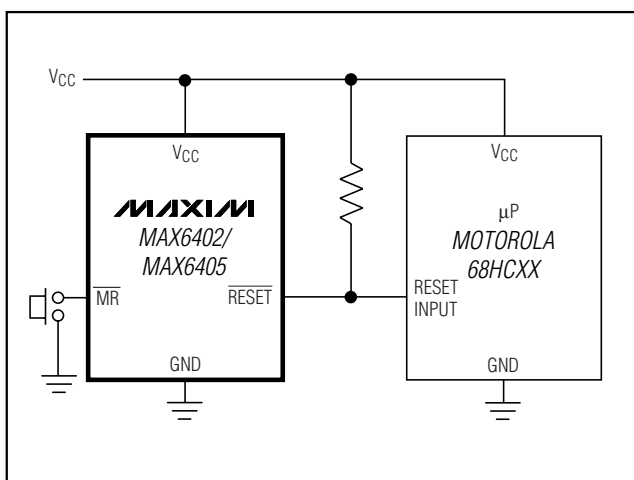 VCC
VCC
MAXIM
MAX6402/
MAX6405
MR
RESET
GND
VCC
µP
MOTOROLA
68HCXX
RESET
INPUT
GND